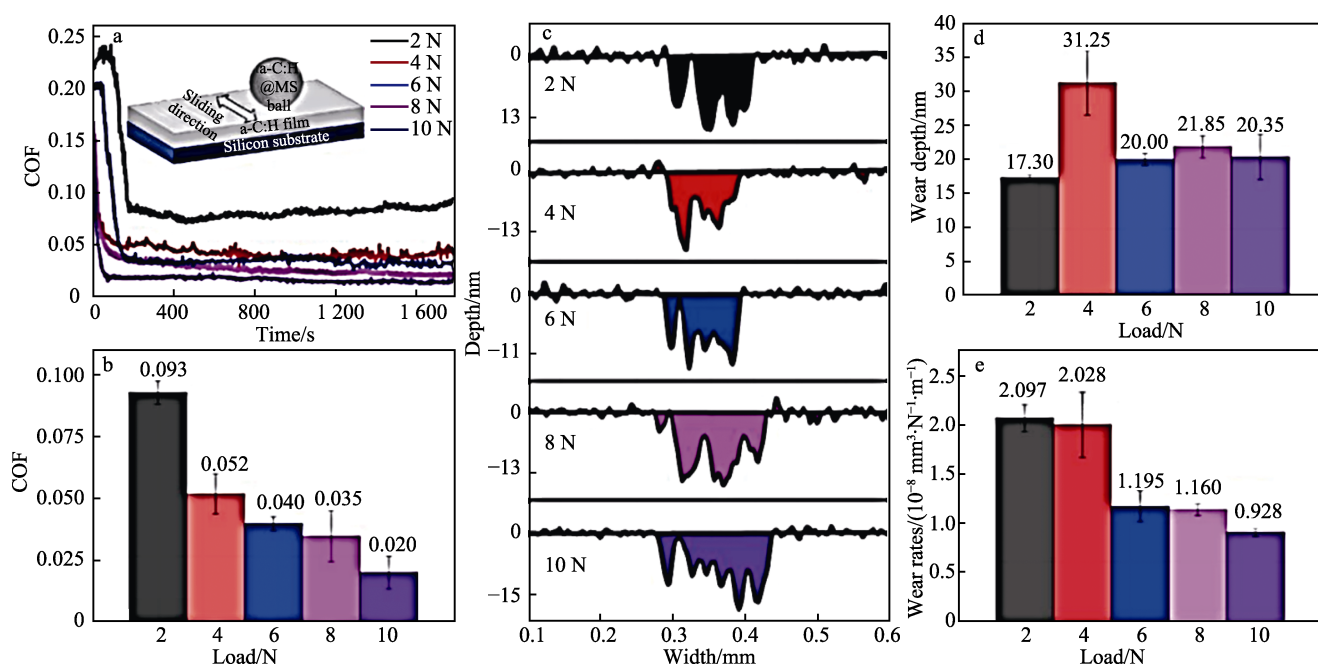 a
0.25
0.20
0.15
0.10
0.05
0
COF
0
400
800
1 200
1 600
Time/s
2 N
4 N
6 N
8 N
10 N
a-C:H
@MS
ball
Sliding
direction
a-C:H film
Silicon substrate
b
0.100
0.075
0.050
0.025
0
COF
0.093
0.052
0.040
0.035
0.020
2
4
6
8
10
Load/N
c
0
2 N
13
0
4 N
−13
0
6 N
−11
0
8 N
−13
0
10 N
−15
Depth/nm
0.1
0.2
0.3
0.4
0.5
0.6
Width/mm
d
40
35
30
25
20
15
10
5
0
Wear depth/nm
17.30
31.25
20.00
21.85
20.35
2
4
6
8
10
Load/N
e
2.5
2.0
1.5
1.0
0.5
0
Wear rates/(10⁻⁸ mm³·N⁻¹·m⁻¹)
2.097
2.028
1.195
1.160
0.928
2
4
6
8
10
Load/N